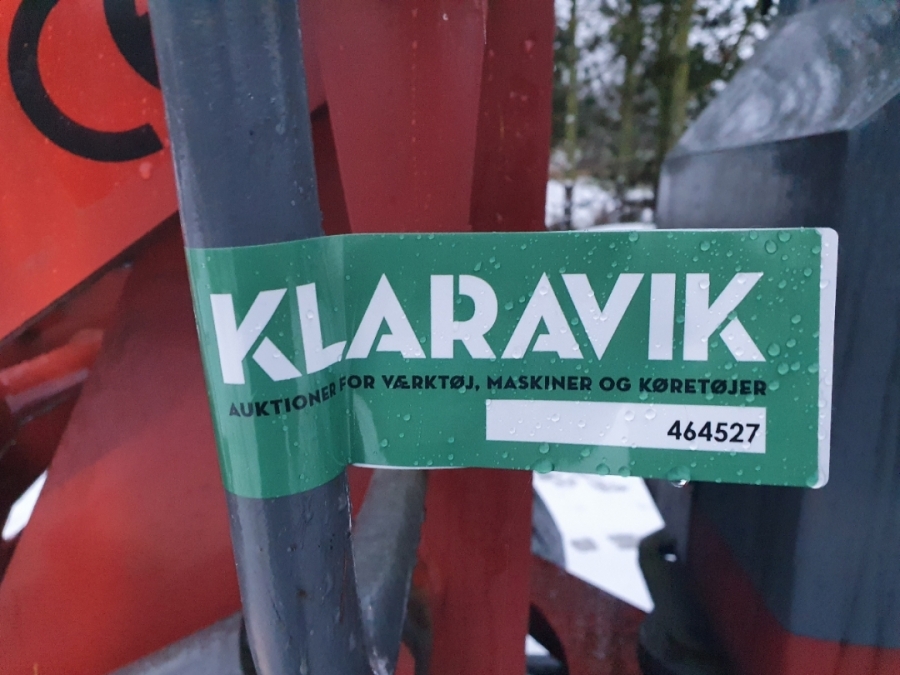 KLARAVIK
AUKTIONER FOR VÆRKTØJ, MASKINER OG KØRETØJER
464527